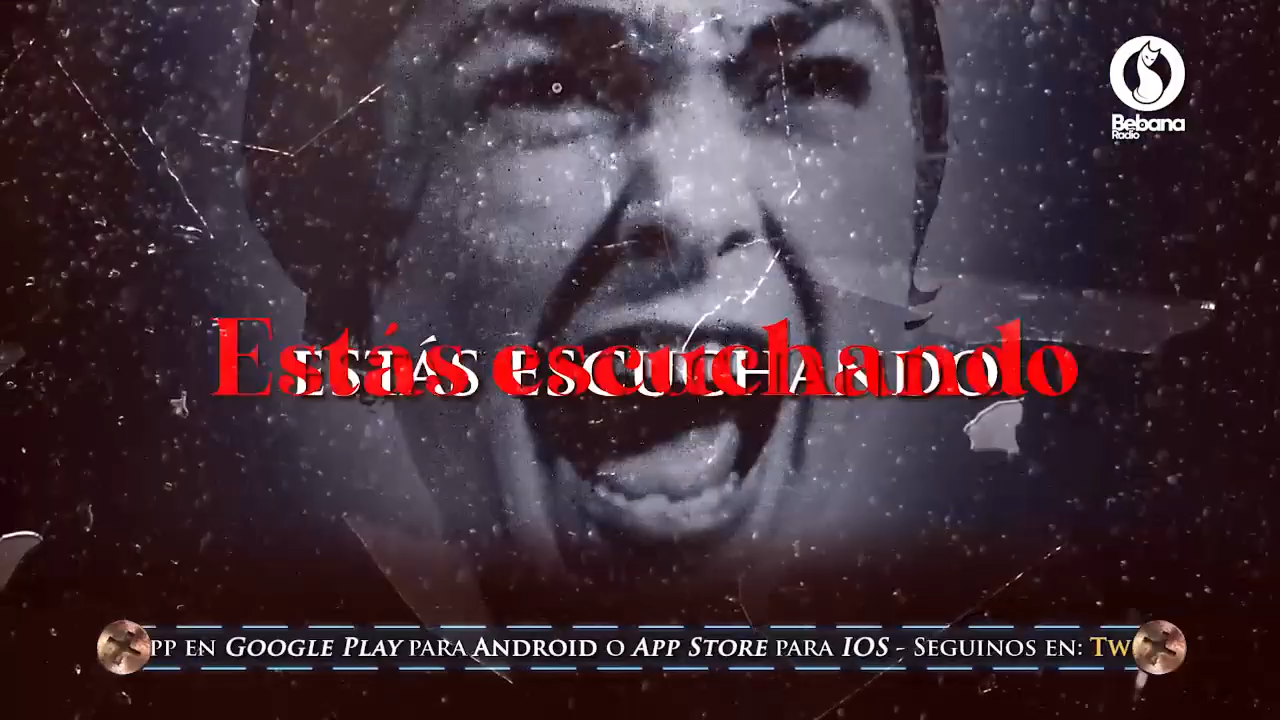 Bebana
Radio
Estás escuchando
ESTÁS ESCUCHANDO
PP EN GOOGLE PLAY PARA ANDROID O APP STORE PARA IOS - SEGUINOS EN: TW